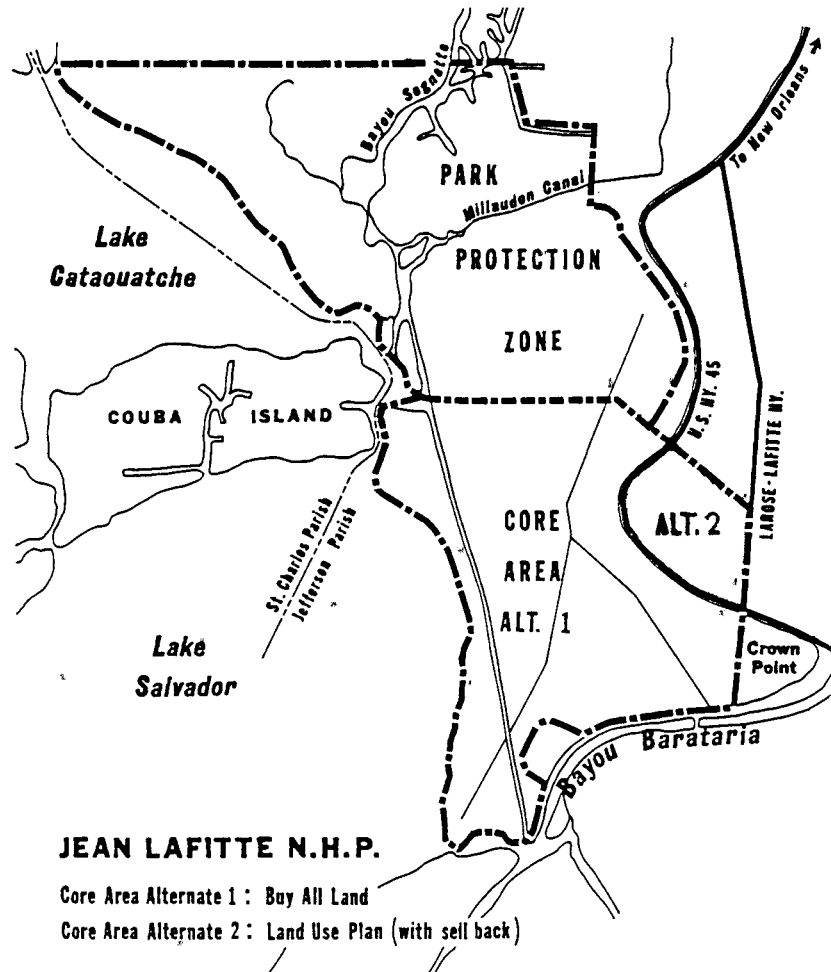 Bayou Segnette
To New Orleans
PARK
Millauden Canal
Lake
Cataouatche
PROTECTION
ZONE
COUBA ISLAND
U.S. HY. 45
LAROSE-LAFITTE HY.
CORE
AREA
ALT. 1
ALT. 2
St. Charles Parish
Jefferson Parish
Lake
Salvador
Crown
Point
Bayou Barataria
JEAN LAFITTE N.H.P.
Core Area Alternate 1 : Buy All Land
Core Area Alternate 2 : Land Use Plan (with sell back)